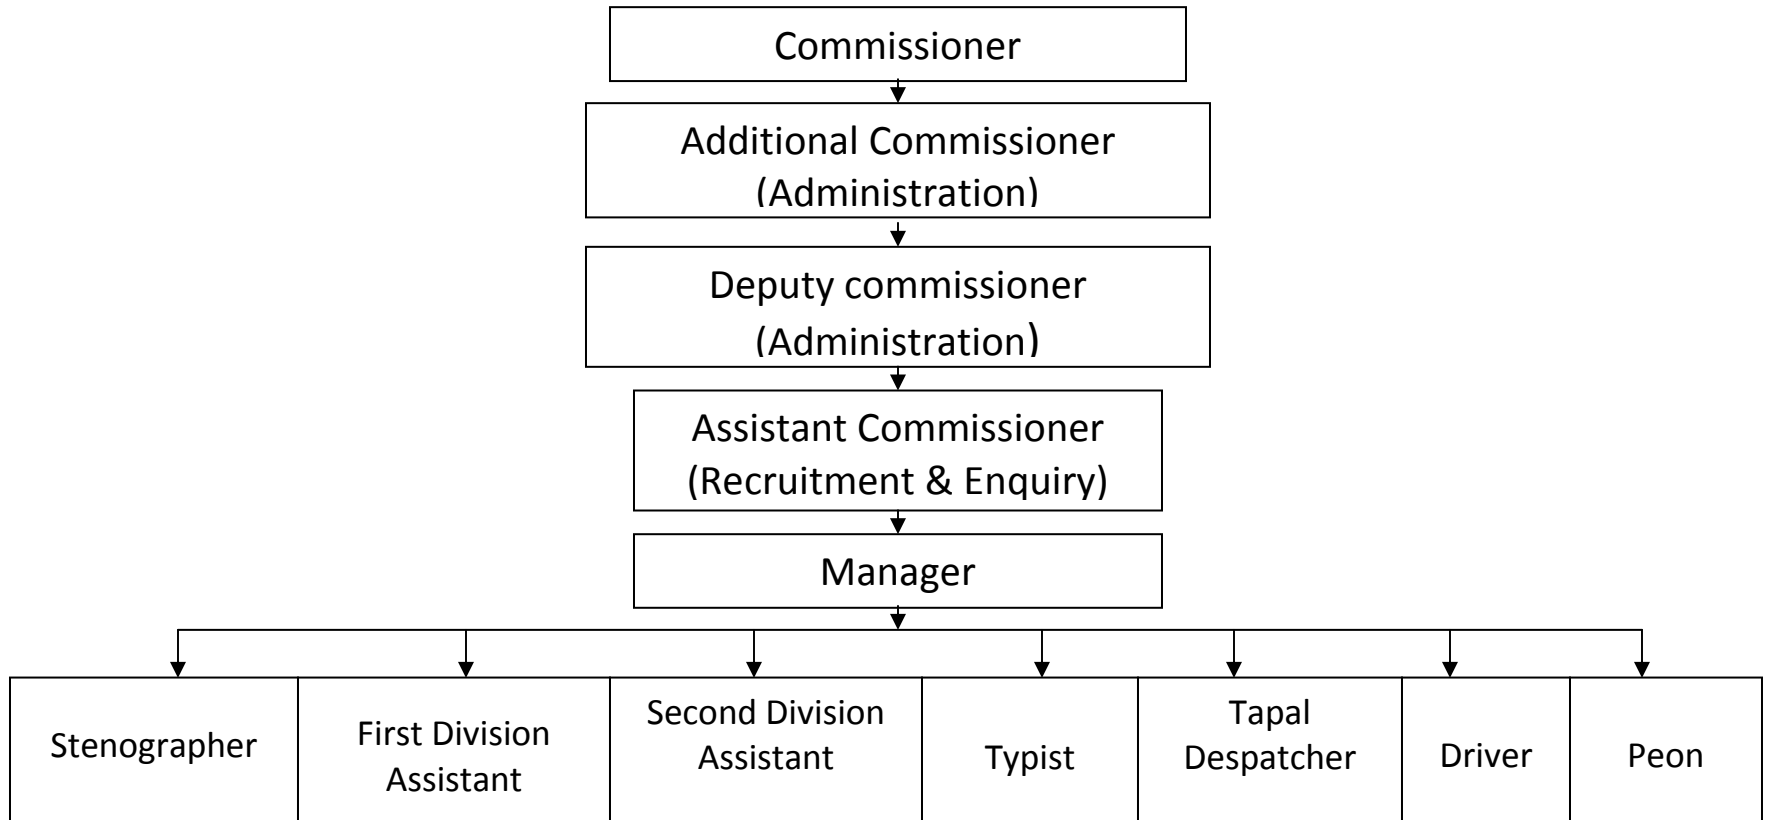 Commissioner
Additional Commissioner
(Administration)
Deputy commissioner
(Administration)
Assistant Commissioner
(Recruitment & Enquiry)
Manager
Stenographer
First Division
Assistant
Second Division
Assistant
Typist
Tapal
Despatcher
Driver
Peon